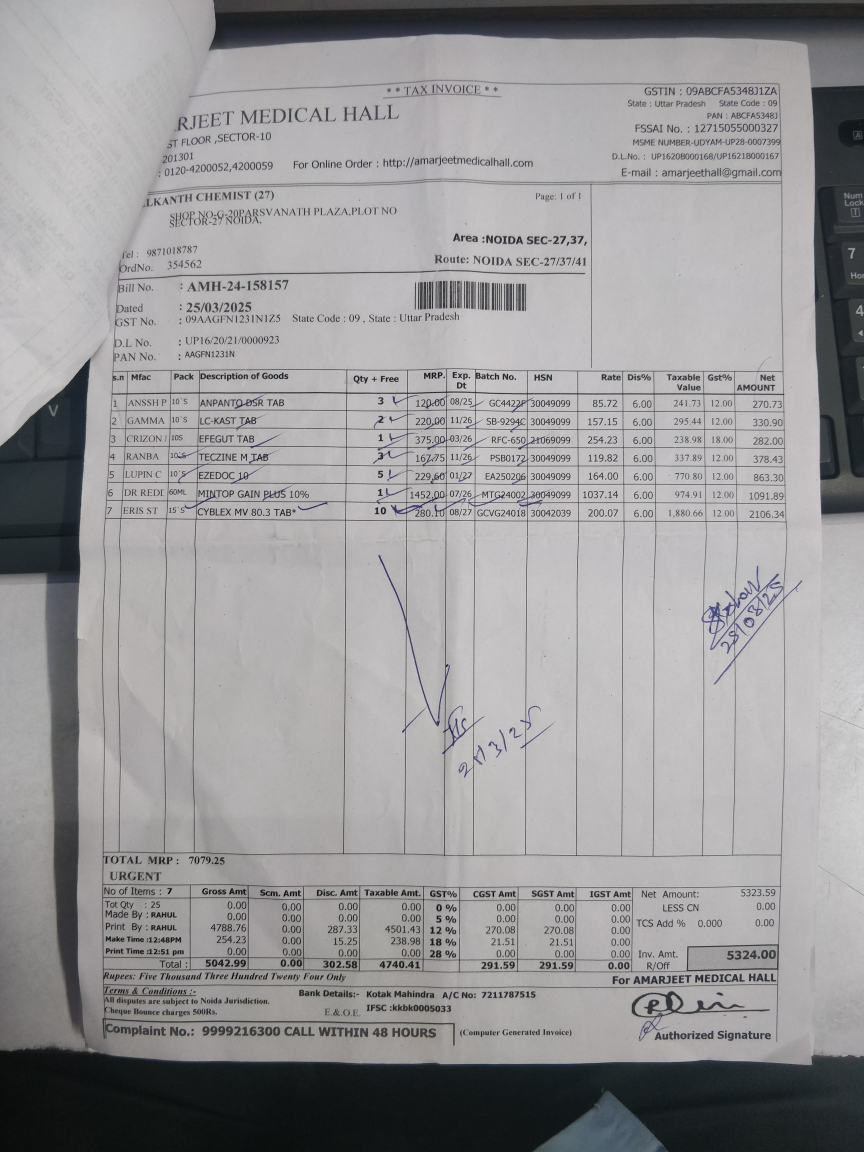 * * TAX INVOICE * *
GSTIN : 09ABCFA5348J1ZA
State : Uttar Pradesh State Code : 09
PAN : ABCFA5348J
RJEET MEDICAL HALL
ST FLOOR ,SECTOR-10
FSSAI No. : 12715055000327
MSME NUMBER-UDYAM-UP28-0007399
201301
D.L.No. : UP1620B000168/UP1621B000167
: 0120-4200052,4200059 For Online Order : http://amarjeetmedicalhall.com
E-mail : amarjeethall@gmail.com
LKANTH CHEMIST (27) Page: 1 of 1
SHOP NO-G-20PARSVANATH PLAZA,PLOT NO
SECTOR-27 NOIDA,
Area :NOIDA SEC-27,37,
Tel : 9871018787
OrdNo. 354562 Route: NOIDA SEC-27/37/41
Bill No. : AMH-24-158157
Dated : 25/03/2025
GST No. : 09AAGFN1231N1Z5 State Code : 09 , State : Uttar Pradesh
D.L No. : UP16/20/21/0000923
PAN No. : AAGFN1231N
s.n Mfac Pack Description of Goods Qty + Free MRP. Exp. Dt Batch No. HSN Rate Dis% Taxable Value Gst% Net AMOUNT
1 ANSSH P 10`S ANPANTO DSR TAB 3 120.00 08/25 GC4422F 30049099 85.72 6.00 241.73 12.00 270.73
2 GAMMA 10`S LC-KAST TAB 2 220.00 11/26 SB-9294C 30049099 157.15 6.00 295.44 12.00 330.90
3 CRIZON / 10S EFEGUT TAB 1 375.00 03/26 RFC-650 21069099 254.23 6.00 238.98 18.00 282.00
4 RANBA 10`S TECZINE M TAB 3 167.75 11/26 PSB0172 30049099 119.82 6.00 337.89 12.00 378.43
5 LUPIN C 10`S EZEDOC 10 5 229.60 01/27 EA250206 30049099 164.00 6.00 770.80 12.00 863.30
6 DR REDD 60ML MINTOP GAIN PLUS 10% 1 1452.00 07/26 MTG24002 30049099 1037.14 6.00 974.91 12.00 1091.89
7 ERIS ST 15`S CYBLEX MV 80.3 TAB* 10 280.10 08/27 GCVG24018 30042039 200.07 6.00 1,880.66 12.00 2106.34
TOTAL MRP : 7079.25
URGENT
No of Items : 7 Gross Amt Scm. Amt Disc. Amt Taxable Amt. GST% CGST Amt SGST Amt IGST Amt Net Amount: 5323.59
Tot Qty : 25 0.00 0.00 0.00 0.00 0 % 0.00 0.00 0.00 LESS CN 0.00
Made By : RAHUL 0.00 0.00 0.00 0.00 5 % 0.00 0.00 0.00
Print By : RAHUL 4788.76 0.00 287.33 4501.43 12 % 270.08 270.08 0.00 TCS Add % 0.000 0.00
Make Time :12:48PM 254.23 0.00 15.25 238.98 18 % 21.51 21.51 0.00
Print Time :12:51 pm 0.00 0.00 0.00 0.00 28 % 0.00 0.00 0.00 Inv. Amt. 5324.00
Total : 5042.99 0.00 302.58 4740.41 291.59 291.59 0.00 R/Off
Rupees: Five Thousand Three Hundred Twenty Four Only
For AMARJEET MEDICAL HALL
Terms & Conditions :-
All disputes are subject to Noida Jurisdiction.
Cheque Bounce charges 500Rs.
Bank Details:- Kotak Mahindra A/C No: 7211787515
E.& O.E. IFSC :kkbk0005033
Complaint No.: 9999216300 CALL WITHIN 48 HOURS (Computer Generated Invoice)
Authorized Signature
Num
Lock
7
V